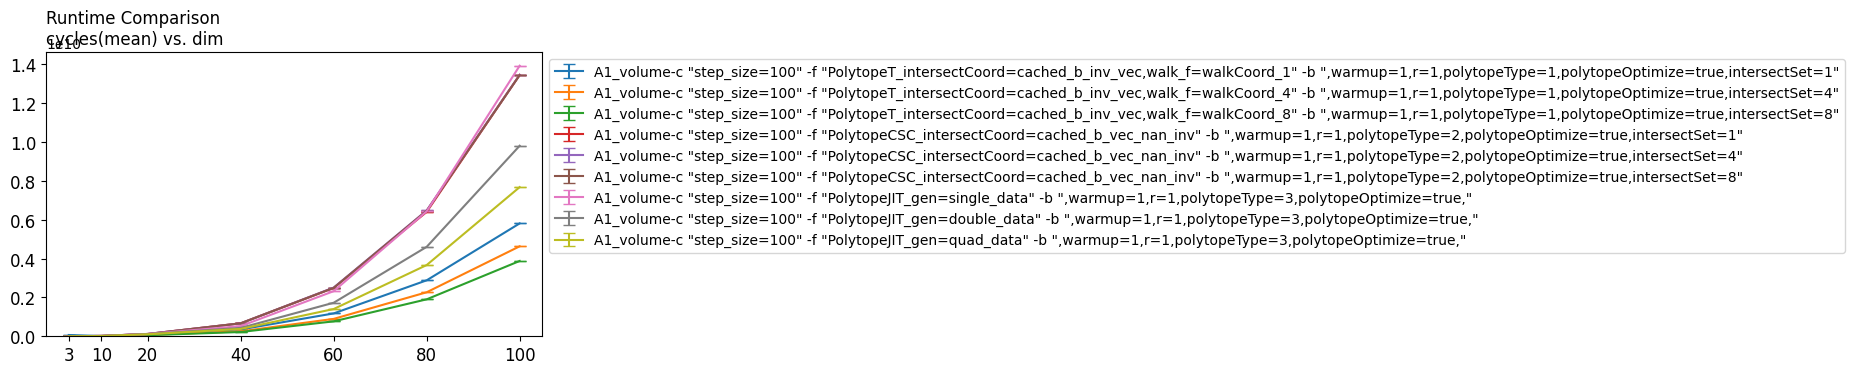 Runtime Comparison
cycles(mean) vs. dim
1e10
1.4
1.2
1.0
0.8
0.6
0.4
0.2
0.0
3 10 20 40 60 80 100
A1_volume-c "step_size=100" -f "PolytopeT_intersectCoord=cached_b_inv_vec,walk_f=walkCoord_1" -b ",warmup=1,r=1,polytopeType=1,polytopeOptimize=true,intersectSet=1"
A1_volume-c "step_size=100" -f "PolytopeT_intersectCoord=cached_b_inv_vec,walk_f=walkCoord_4" -b ",warmup=1,r=1,polytopeType=1,polytopeOptimize=true,intersectSet=4"
A1_volume-c "step_size=100" -f "PolytopeT_intersectCoord=cached_b_inv_vec,walk_f=walkCoord_8" -b ",warmup=1,r=1,polytopeType=1,polytopeOptimize=true,intersectSet=8"
A1_volume-c "step_size=100" -f "PolytopeCSC_intersectCoord=cached_b_vec_nan_inv" -b ",warmup=1,r=1,polytopeType=2,polytopeOptimize=true,intersectSet=1"
A1_volume-c "step_size=100" -f "PolytopeCSC_intersectCoord=cached_b_vec_nan_inv" -b ",warmup=1,r=1,polytopeType=2,polytopeOptimize=true,intersectSet=4"
A1_volume-c "step_size=100" -f "PolytopeCSC_intersectCoord=cached_b_vec_nan_inv" -b ",warmup=1,r=1,polytopeType=2,polytopeOptimize=true,intersectSet=8"
A1_volume-c "step_size=100" -f "PolytopeJIT_gen=single_data" -b ",warmup=1,r=1,polytopeType=3,polytopeOptimize=true,"
A1_volume-c "step_size=100" -f "PolytopeJIT_gen=double_data" -b ",warmup=1,r=1,polytopeType=3,polytopeOptimize=true,"
A1_volume-c "step_size=100" -f "PolytopeJIT_gen=quad_data" -b ",warmup=1,r=1,polytopeType=3,polytopeOptimize=true,"